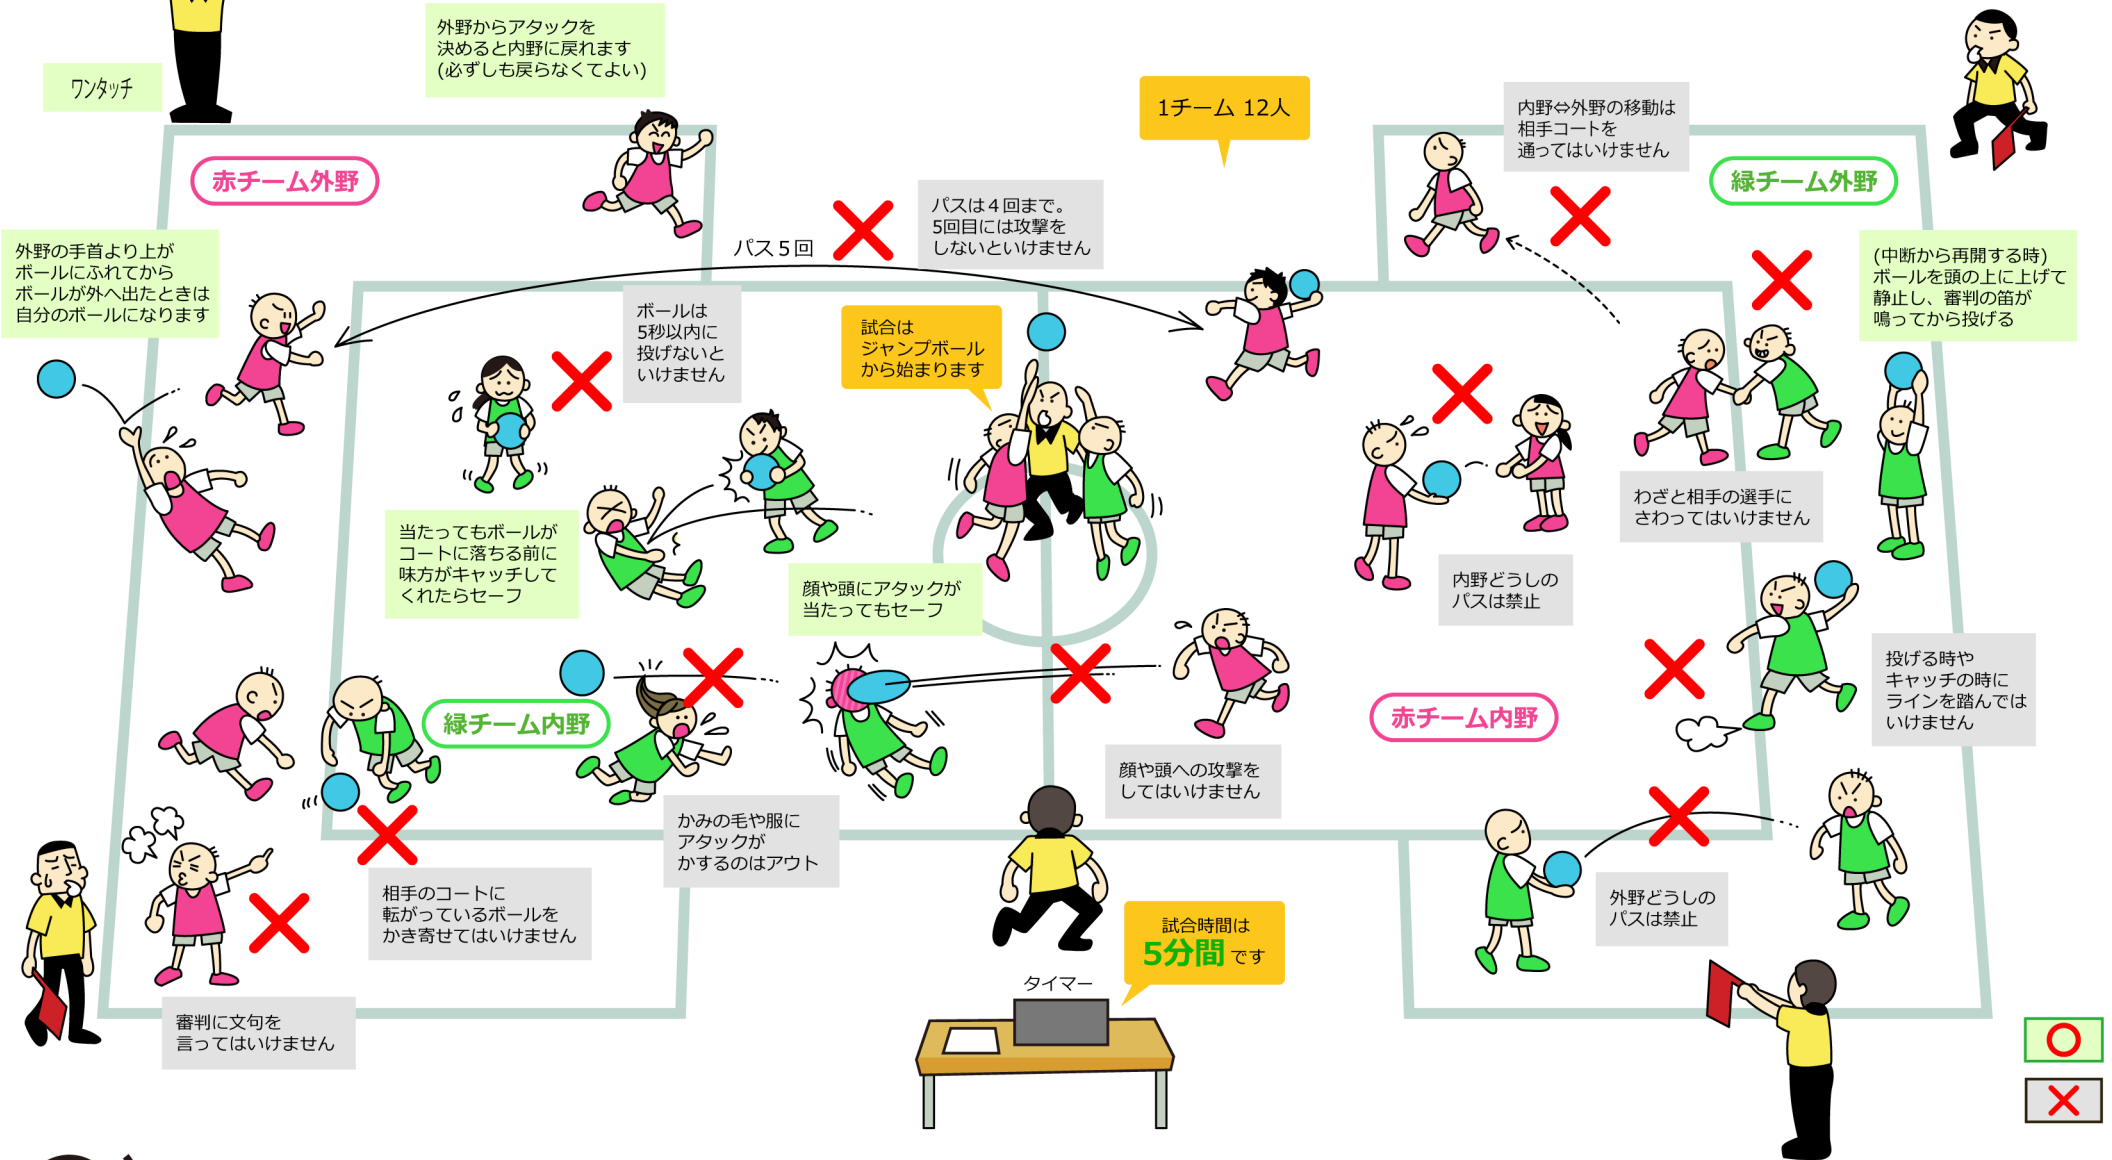 外野からアタックを
決めると内野に戻れます
(必ずしも戻らなくてよい)
ワンタッチ
1チーム 12人
内野⇔外野の移動は
相手コートを
通ってはいけません
赤チーム外野
緑チーム外野
パスは４回まで。
5回目には攻撃を
しないといけません
パス５回
外野の手首より上が
ボールにふれてから
ボールが外へ出たときは
自分のボールになります
(中断から再開する時)
ボールを頭の上に上げて
静止し、審判の笛が
鳴ってから投げる
ボールは
5秒以内に
投げないと
いけません
試合は
ジャンプボール
から始まります
わざと相手の選手に
さわってはいけません
当たってもボールが
コートに落ちる前に
味方がキャッチして
くれたらセーフ
顔や頭にアタックが
当たってもセーフ
内野どうしの
パスは禁止
投げる時や
キャッチの時に
ラインを踏んでは
いけません
緑チーム内野
赤チーム内野
顔や頭への攻撃を
してはいけません
かみの毛や服に
アタックが
かするのはアウト
相手のコートに
転がっているボールを
かき寄せてはいけません
外野どうしの
パスは禁止
試合時間は
5分間 です
タイマー
審判に文句を
言ってはいけません